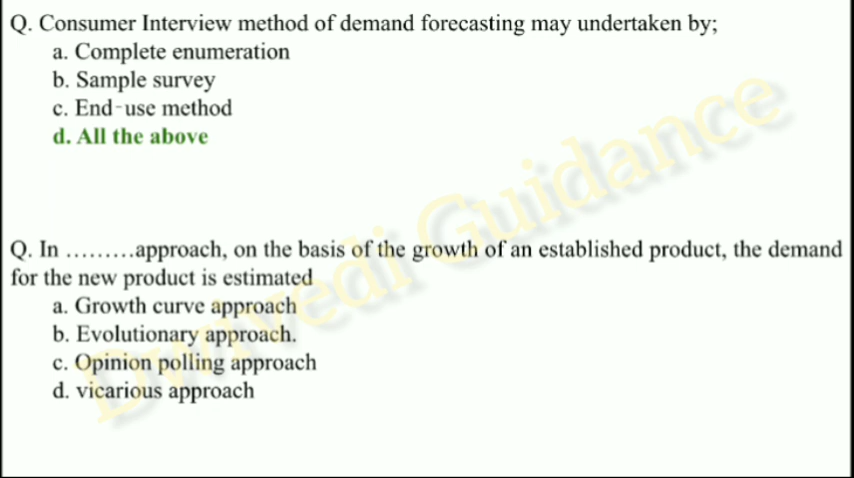 Q. Consumer Interview method of demand forecasting may undertaken by;
a. Complete enumeration
b. Sample survey
c. End-use method
d. All the above
Q. In .........approach, on the basis of the growth of an established product, the demand
for the new product is estimated
a. Growth curve approach
b. Evolutionary approach.
c. Opinion polling approach
d. vicarious approach
Dwivedi Guidance